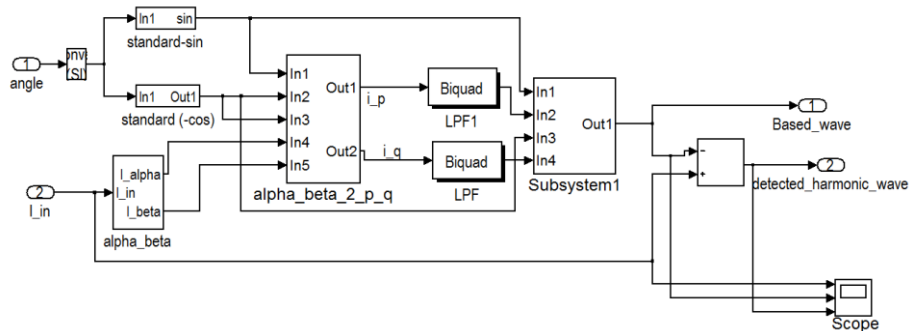 In1 sin
standard-sin
1
angle
In1 Out1
standard (-cos)
In1
In2
In3
In4
In5
Out1
Out2
alpha_beta_2_p_q
i_p
i_q
Biquad
LPF1
Biquad
LPF
In1
In2
In3
In4
Out1
Subsystem1
1
Based_wave
2
detected_harmonic_wave
2
I_in
I_alpha
I_in
I_beta
alpha_beta
Scope